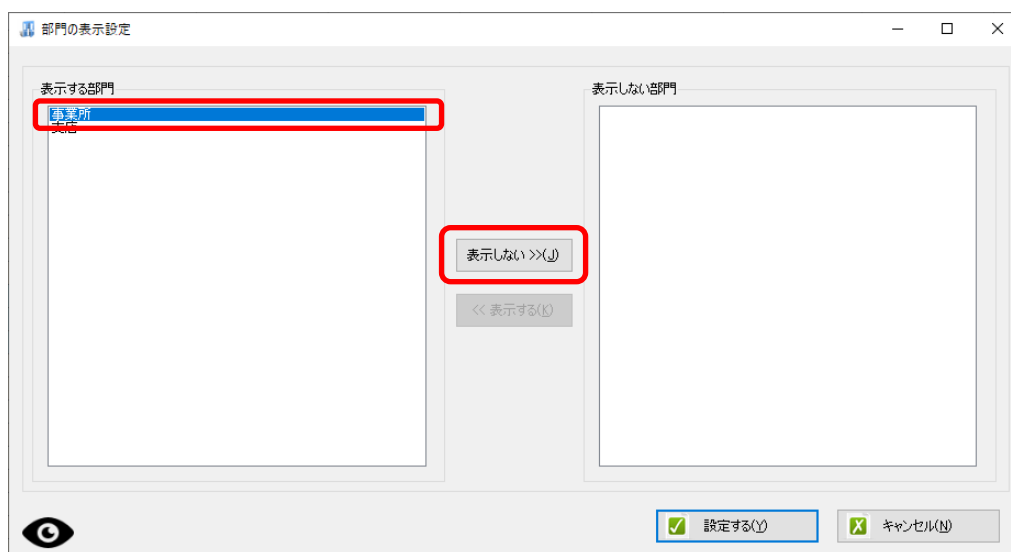 部門の表示設定
表示する部門
表示しない部門
事業所
支店
表示しない >>(J)
<< 表示する(K)
設定する(Y)
キャンセル(N)